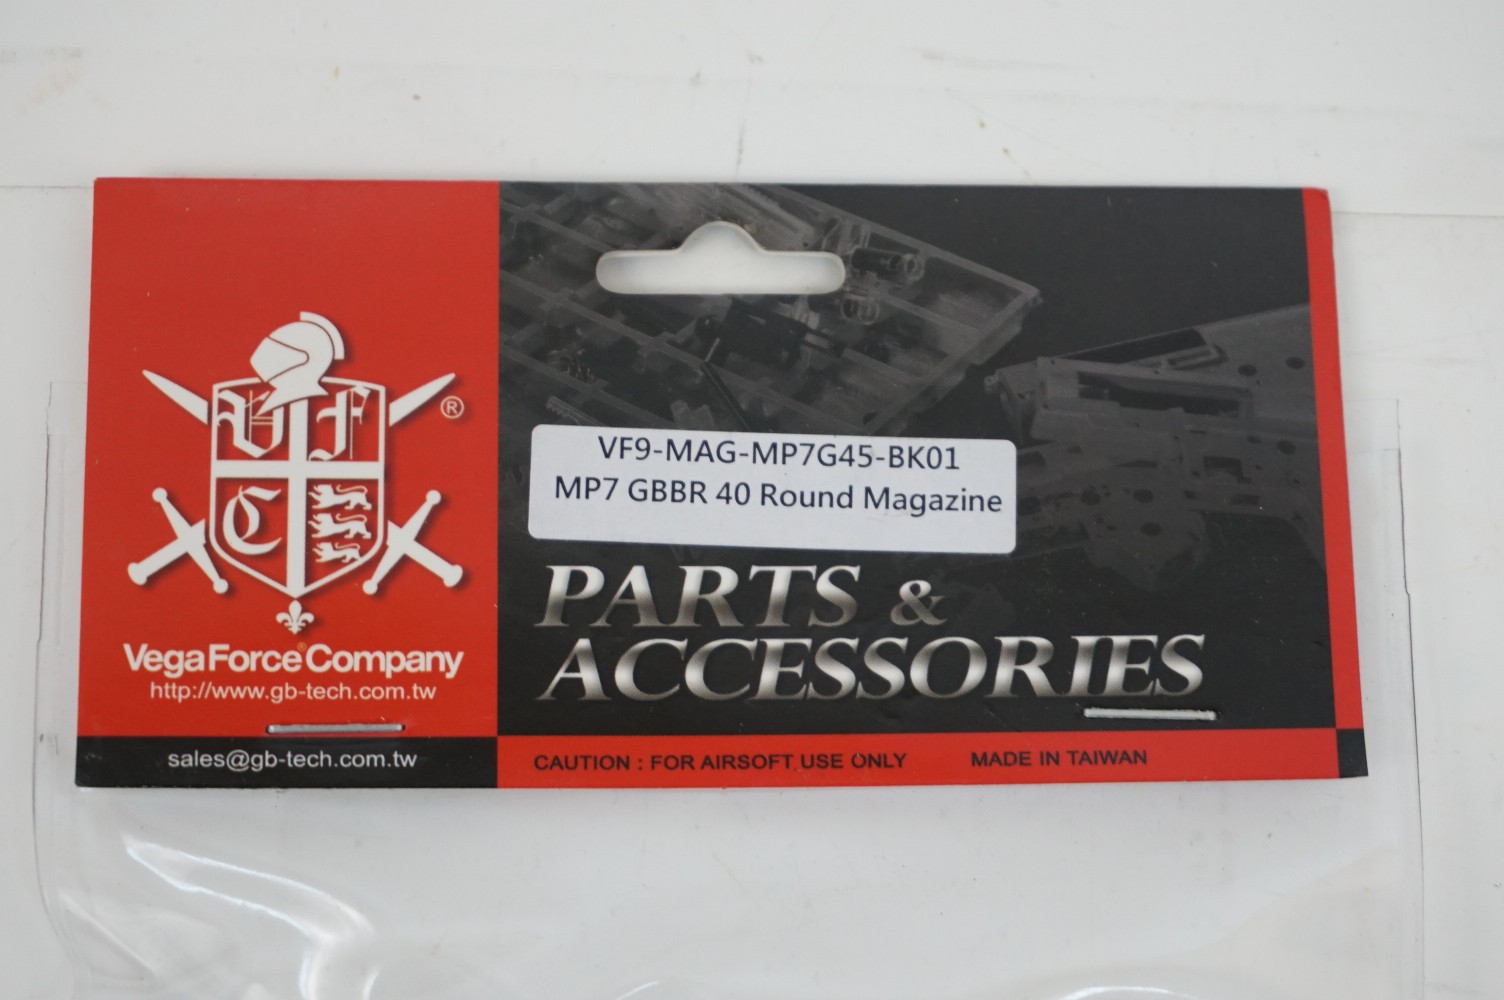 V F
C
®
VegaForce®Company
http://www.gb-tech.com.tw
sales@gb-tech.com.tw
VF9-MAG-MP7G45-BK01
MP7 GBBR 40 Round Magazine
PARTS &
ACCESSORIES
CAUTION : FOR AIRSOFT USE ONLY
MADE IN TAIWAN